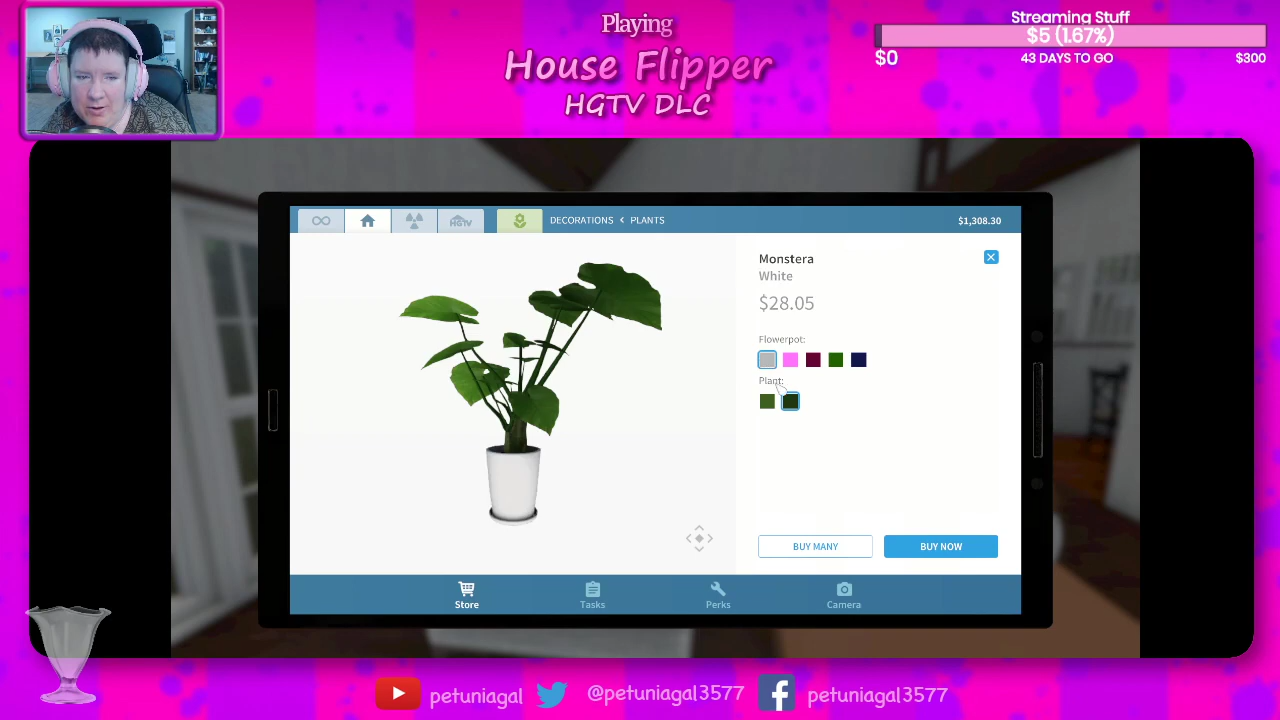 Playing
House Flipper
HGTV DLC
Streaming Stuff
$5 (1.67%)
$0
43 DAYS TO GO
$300
HGTV
DECORATIONS < PLANTS
$1,308.30
Monstera
White
$28.05
Flowerpot:
Plant:
BUY MANY
BUY NOW
Store
Tasks
Perks
Camera
petuniagal
@petuniagal3577
petuniagal3577